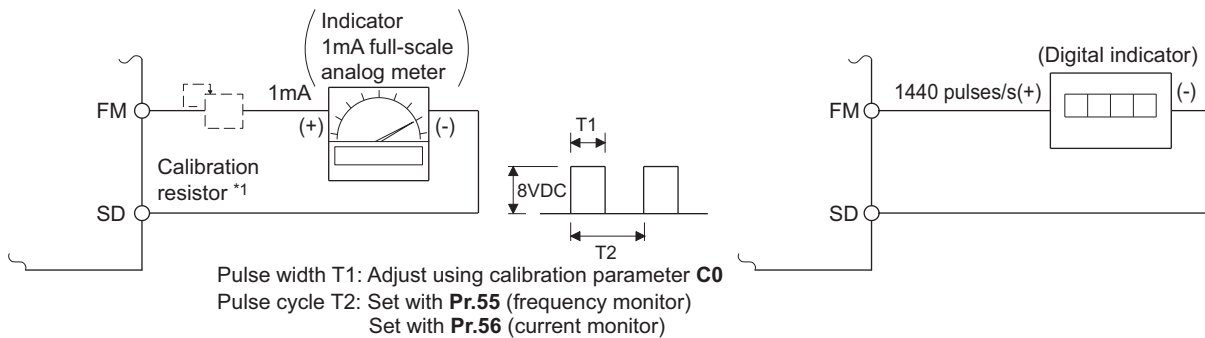 Indicator
1mA full-scale
analog meter
(Digital indicator)
FM
1mA
(+)
(-)
T1
FM
1440 pulses/s(+)
(-)
Calibration
resistor *1
8VDC
SD
T2
SD
Pulse width T1: Adjust using calibration parameter C0
Pulse cycle T2: Set with Pr.55 (frequency monitor)
Set with Pr.56 (current monitor)